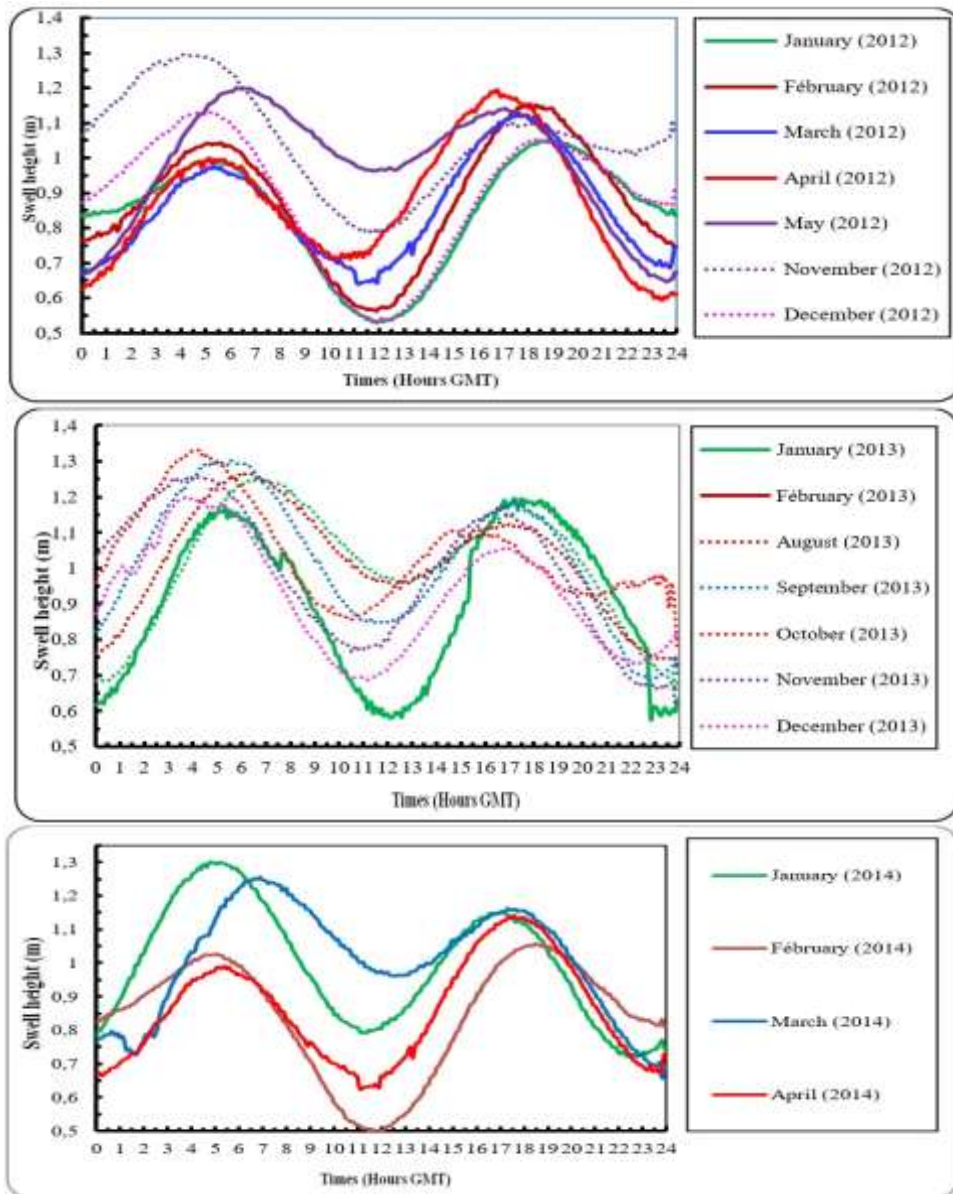 1,4
1,3
1,2
1,1
1
0,9
0,8
0,7
0,6
0,5
Swell height (m)
0 1 2 3 4 5 6 7 8 9 10 11 12 13 14 15 16 17 18 19 20 21 22 23 24
Times (Hours GMT)
January (2012)
Fébruary (2012)
March (2012)
April (2012)
May (2012)
November (2012)
December (2012)
1,4
1,3
1,2
1,1
1
0,9
0,8
0,7
0,6
0,5
Swell height (m)
0 1 2 3 4 5 6 7 8 9 10 11 12 13 14 15 16 17 18 19 20 21 22 23 24
Times (Hours GMT)
January (2013)
Fébruary (2013)
August (2013)
September (2013)
October (2013)
November (2013)
December (2013)
1,3
1,2
1,1
1
0,9
0,8
0,7
0,6
0,5
Swell height (m)
0 1 2 3 4 5 6 7 8 9 10 11 12 13 14 15 16 17 18 19 20 21 22 23 24
Times (Hours GMT)
January (2014)
Fébruary (2014)
March (2014)
April (2014)